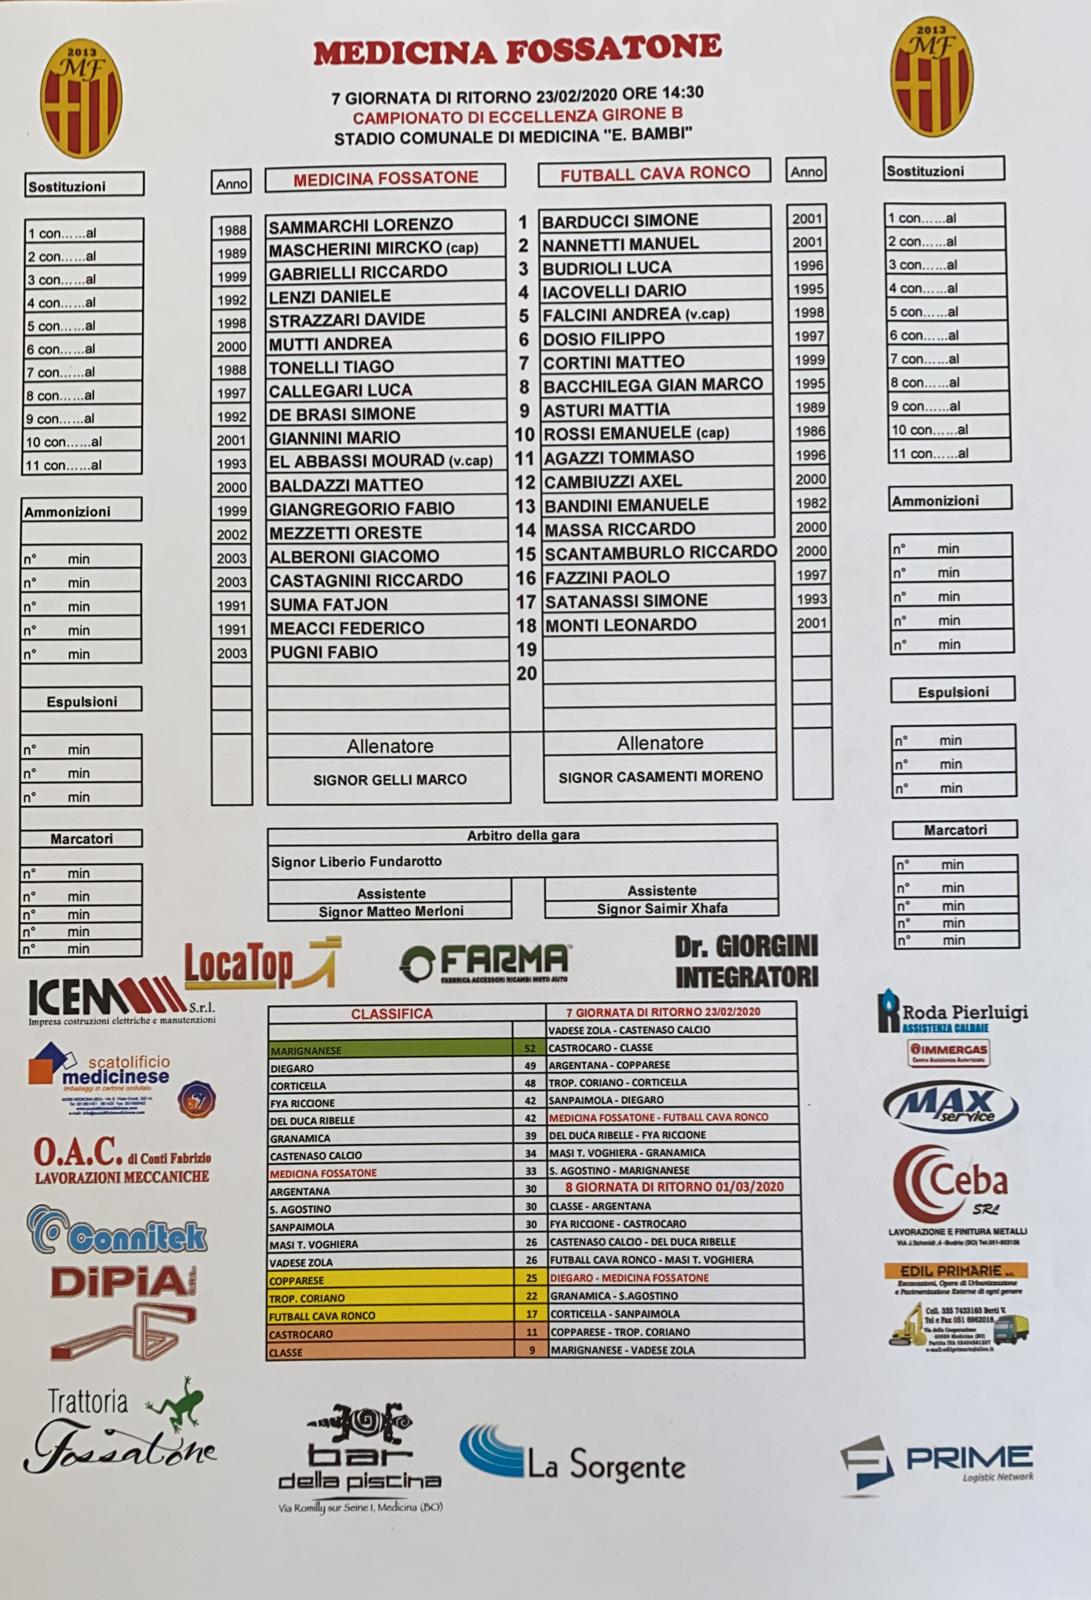 2013
MF
MEDICINA FOSSATONE
2013
MF
7 GIORNATA DI RITORNO 23/02/2020 ORE 14:30
CAMPIONATO DI ECCELLENZA GIRONE B
STADIO COMUNALE DI MEDICINA "E. BAMBI"
Sostituzioni Anno MEDICINA FOSSATONE FUTBALL CAVA RONCO Anno Sostituzioni
1 con......al 1988 SAMMARCHI LORENZO 1 BARDUCCI SIMONE 2001 1 con......al
2 con......al 1989 MASCHERINI MIRCKO (cap) 2 NANNETTI MANUEL 2001 2 con......al
3 con......al 1999 GABRIELLI RICCARDO 3 BUDRIOLI LUCA 1996 3 con......al
4 con......al 1992 LENZI DANIELE 4 IACOVELLI DARIO 1995 4 con......al
5 con......al 1998 STRAZZARI DAVIDE 5 FALCINI ANDREA (v.cap) 1998 5 con......al
6 con......al 2000 MUTTI ANDREA 6 DOSIO FILIPPO 1997 6 con......al
7 con......al 1988 TONELLI TIAGO 7 CORTINI MATTEO 1999 7 con......al
8 con......al 1997 CALLEGARI LUCA 8 BACCHILEGA GIAN MARCO 1995 8 con......al
9 con......al 1992 DE BRASI SIMONE 9 ASTURI MATTIA 1989 9 con......al
10 con......al 2001 GIANNINI MARIO 10 ROSSI EMANUELE (cap) 1986 10 con......al
11 con......al 1993 EL ABBASSI MOURAD (v.cap) 11 AGAZZI TOMMASO 1996 11 con......al
2000 BALDAZZI MATTEO 12 CAMBIUZZI AXEL 2000
Ammonizioni 1999 GIANGREGORIO FABIO 13 BANDINI EMANUELE 1982 Ammonizioni
2002 MEZZETTI ORESTE 14 MASSA RICCARDO 2000
n° min 2003 ALBERONI GIACOMO 15 SCANTAMBURLO RICCARDO 2000 n° min
n° min 2003 CASTAGNINI RICCARDO 16 FAZZINI PAOLO 1997 n° min
n° min 1991 SUMA FATJON 17 SATANASSI SIMONE 1993 n° min
n° min 1991 MEACCI FEDERICO 18 MONTI LEONARDO 2001 n° min
n° min 2003 PUGNI FABIO 19 n° min
20
Espulsioni Espulsioni
n° min Allenatore Allenatore n° min
n° min SIGNOR GELLI MARCO SIGNOR CASAMENTI MORENO n° min
n° min n° min
Marcatori Arbitro della gara Marcatori
n° min Signor Liberio Fundarotto n° min
n° min Assistente Assistente n° min
n° min Signor Matteo Merloni Signor Saimir Xhafa n° min
n° min n° min
n° min n° min
LocaTop
FARMA
FABBRICA ACCESSORI RICAMBI MOTO AUTO
Dr. GIORGINI
INTEGRATORI
ICEM S.r.l.
Impresa costruzioni elettriche e manutenzioni
scatolificio
medicinese
imballaggi in cartone ondulato
O.A.C. di Conti Fabrizio
LAVORAZIONI MECCANICHE
Connitek
DiPiA
CLASSIFICA 7 GIORNATA DI RITORNO 23/02/2020
VADESE ZOLA - CASTENASO CALCIO
MARIGNANESE 52 CASTROCARO - CLASSE
DIEGARO 49 ARGENTANA - COPPARESE
CORTICELLA 48 TROP. CORIANO - CORTICELLA
FYA RICCIONE 42 SANPAIMOLA - DIEGARO
DEL DUCA RIBELLE 42 MEDICINA FOSSATONE - FUTBALL CAVA RONCO
GRANAMICA 39 DEL DUCA RIBELLE - FYA RICCIONE
CASTENASO CALCIO 34 MASI T. VOGHIERA - GRANAMICA
MEDICINA FOSSATONE 33 S. AGOSTINO - MARIGNANESE
ARGENTANA 30 8 GIORNATA DI RITORNO 01/03/2020
S. AGOSTINO 30 CLASSE - ARGENTANA
SANPAIMOLA 30 FYA RICCIONE - CASTROCARO
MASI T. VOGHIERA 26 CASTENASO CALCIO - DEL DUCA RIBELLE
VADESE ZOLA 26 FUTBALL CAVA RONCO - MASI T. VOGHIERA
COPPARESE 25 DIEGARO - MEDICINA FOSSATONE
TROP. CORIANO 22 GRANAMICA - S.AGOSTINO
FUTBALL CAVA RONCO 17 CORTICELLA - SANPAIMOLA
CASTROCARO 11 COPPARESE - TROP. CORIANO
CLASSE 9 MARIGNANESE - VADESE ZOLA
Roda Pierluigi
ASSISTENZA CALDAIE
IMMERGAS
Centro Assistenza Autorizzato
MAX
service
Ceba
SRL
LAVORAZIONE E FINITURA METALLI
EDIL PRIMARIE
Escavazioni, Opere di Urbanizzazione
e Pavimentazione Esterne di ogni genere
Cell. 335 7433163 Berti V.
Tel e Fax 051 6962018
Trattoria
Fossatone
bar
della piscina
Via Romilly sur Seine 1, Medicina (BO)
La Sorgente
PRIME
Logistic Network